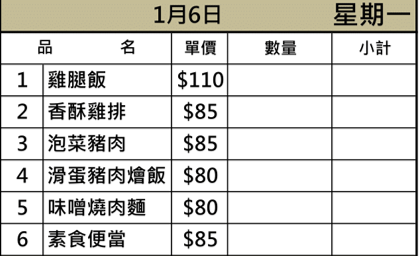 1月6日 星期一
品 名 單價 數量 小計
1 雞腿飯 $110
2 香酥雞排 $85
3 泡菜豬肉 $85
4 滑蛋豬肉燴飯 $80
5 味噌燒肉麵 $80
6 素食便當 $85